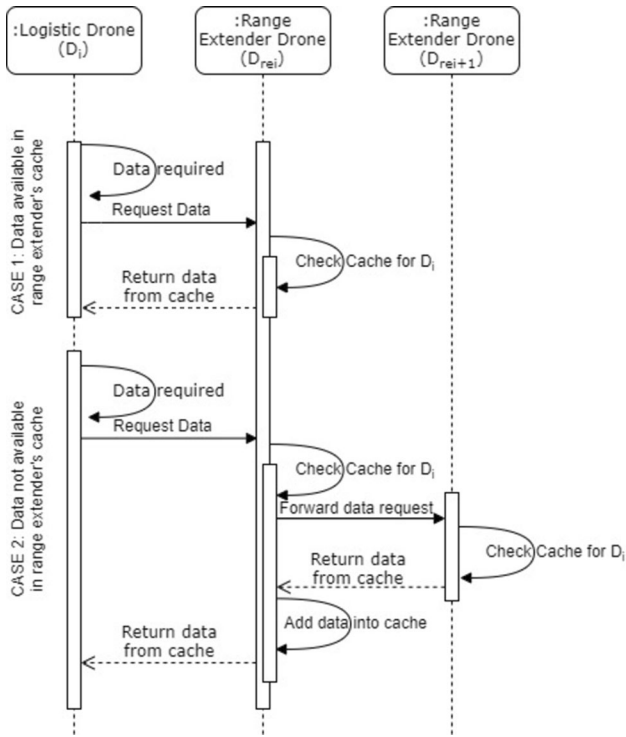 :Logistic Drone
(Di)
:Range
Extender Drone
(Drei)
:Range
Extender Drone
(Drei+1)
CASE 1: Data available in
range extender's cache
Data required
Request Data
Check Cache for Di
Return data
from cache
CASE 2: Data not available
in range extender's cache
Data required
Request Data
Check Cache for Di
Forward data request
Check Cache for Di
Return data
from cache
Add data into cache
Return data
from cache